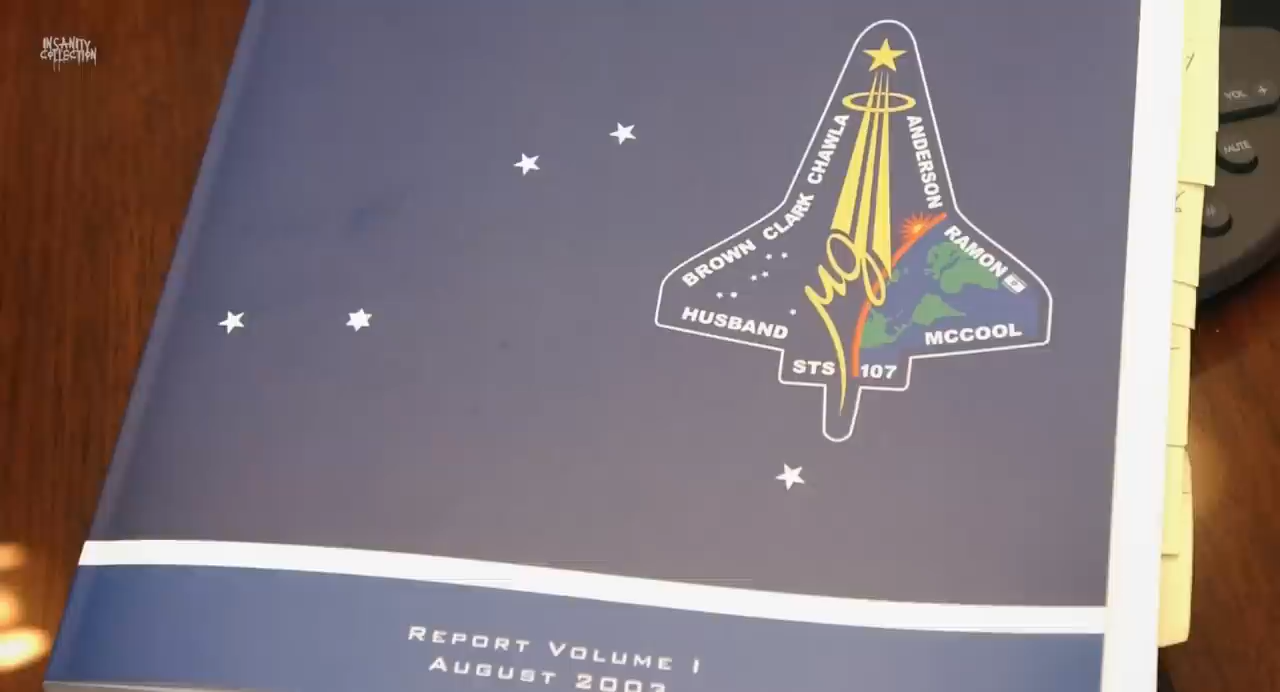 INSANITY
COLLECTION
CHAWLA
ANDERSON
CLARK
BROWN
RAMON
HUSBAND
MCCOOL
STS 107
REPORT VOLUME I
AUGUST 2003
VOL +
MUTE